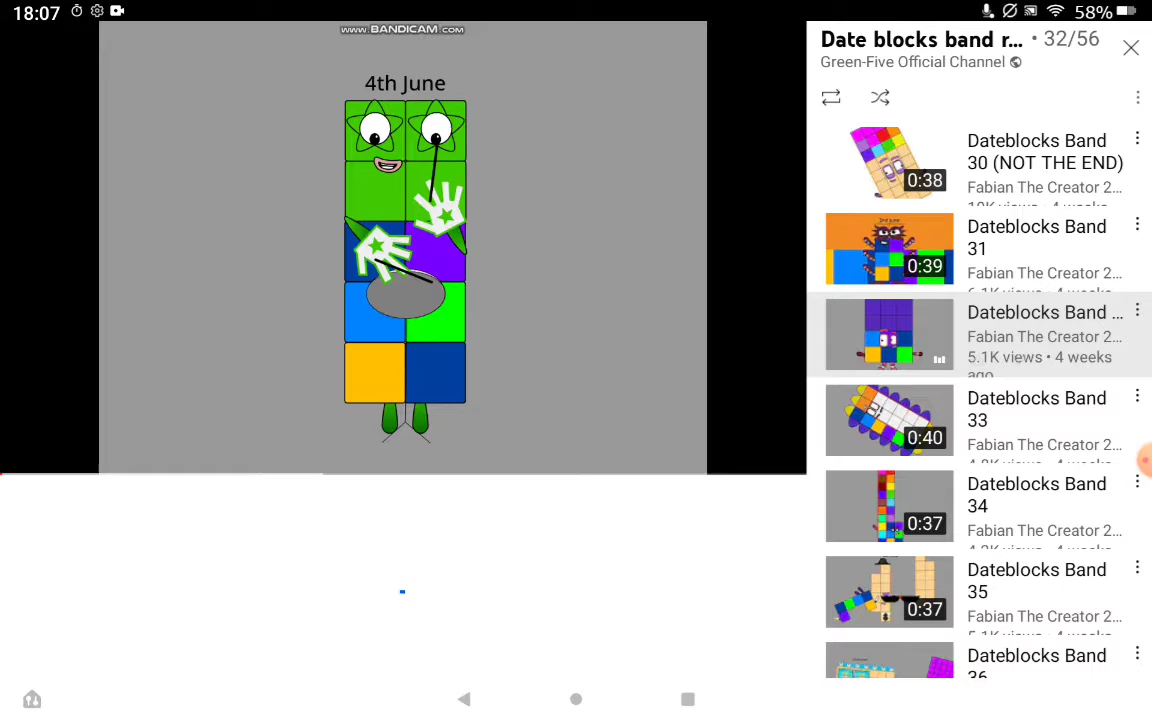 18:07
58%
WWW.BANDICAM.COM
4th June
Date blocks band r... • 32/56
Green-Five Official Channel
0:38
Dateblocks Band
30 (NOT THE END)
Fabian The Creator 2...
3rd June
0:39
Dateblocks Band
31
Fabian The Creator 2...
Dateblocks Band ...
Fabian The Creator 2...
5.1K views • 4 weeks
ago
0:40
Dateblocks Band
33
Fabian The Creator 2...
0:37
Dateblocks Band
34
Fabian The Creator 2...
0:37
Dateblocks Band
35
Fabian The Creator 2...
Dateblocks Band
36